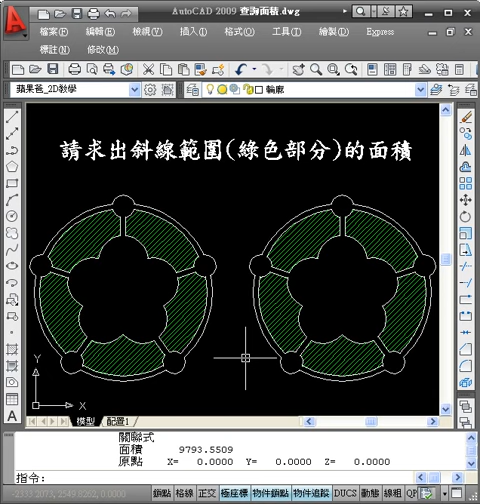 AutoCAD 2009 查詢面積.dwg
檔案(F) 編輯(E) 檢視(V) 插入(I) 格式(O) 工具(T) 繪製(D) Express
標註(N) 修改(M)
蘋果爸_2D教學 輪廓
請求出斜線範圍(綠色部分)的面積
Y
X
模型 配置1
關聯式
面積 9793.5509
原點 X= 0.0000 Y= 0.0000 Z= 0.0000
指令:
鎖點 格線 正交 極座標 物件鎖點 物件追蹤 DUCS 動態 線粗 QP